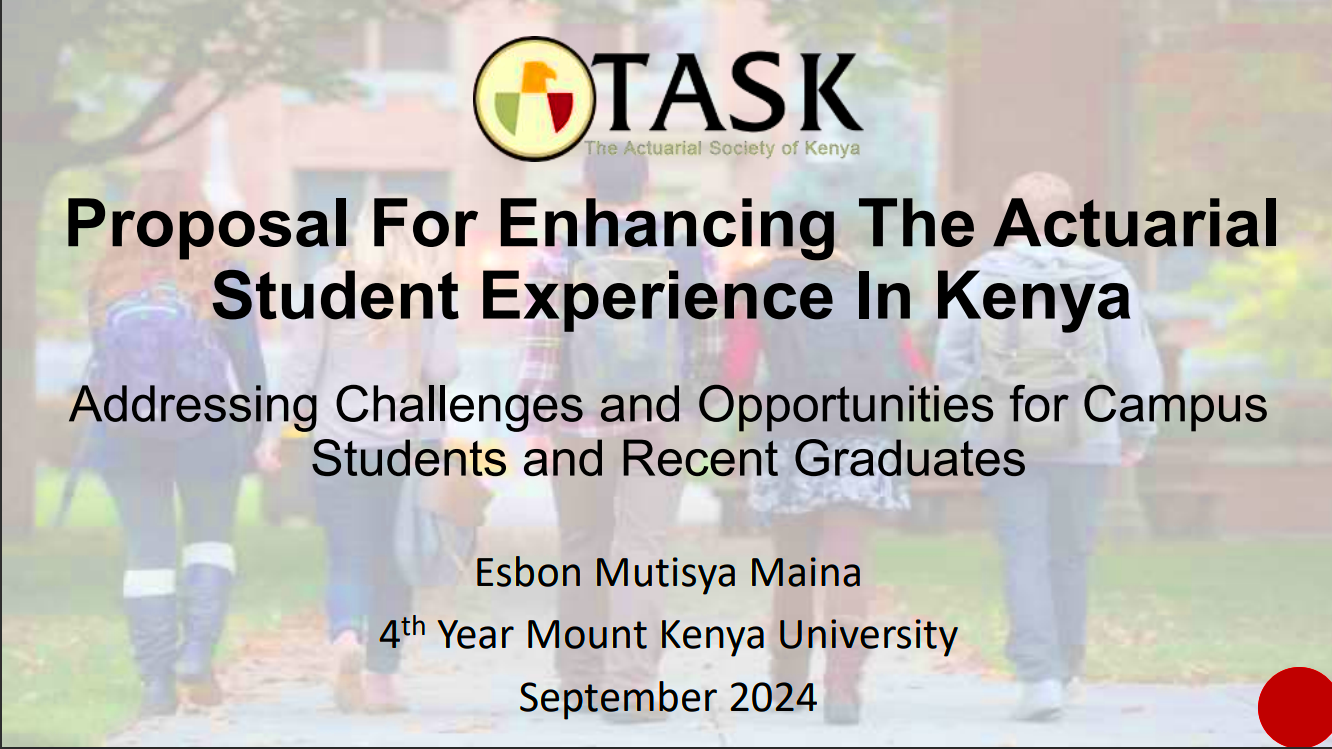 TASK
The Actuarial Society of Kenya
Proposal For Enhancing The Actuarial
Student Experience In Kenya
Addressing Challenges and Opportunities for Campus
Students and Recent Graduates
Esbon Mutisya Maina
4th Year Mount Kenya University
September 2024